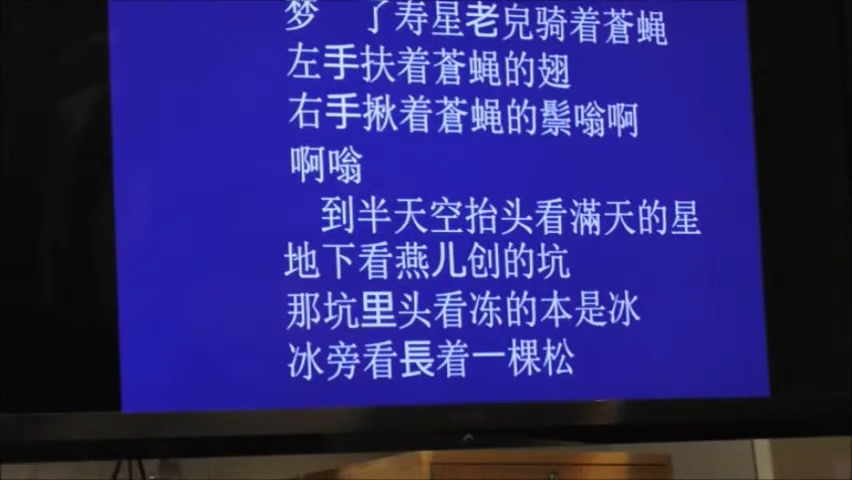 梦 了寿星老皃骑着蒼蝇
左手扶着蒼蝇的翅
右手揪着蒼蝇的鬃嗡啊
啊嗡
到半天空抬头看滿天的星
地下看燕儿创的坑
那坑里头看冻的本是冰
冰旁看長着一棵松